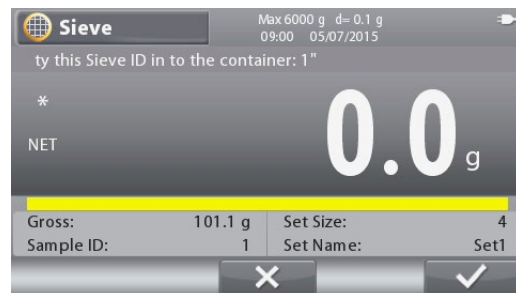 Sieve
Max 6000 g d= 0.1 g
09:00 05/07/2015
ty this Sieve ID in to the container: 1"
*
NET
0.0 g
Gross: 101.1 g Set Size: 4
Sample ID: 1 Set Name: Set1